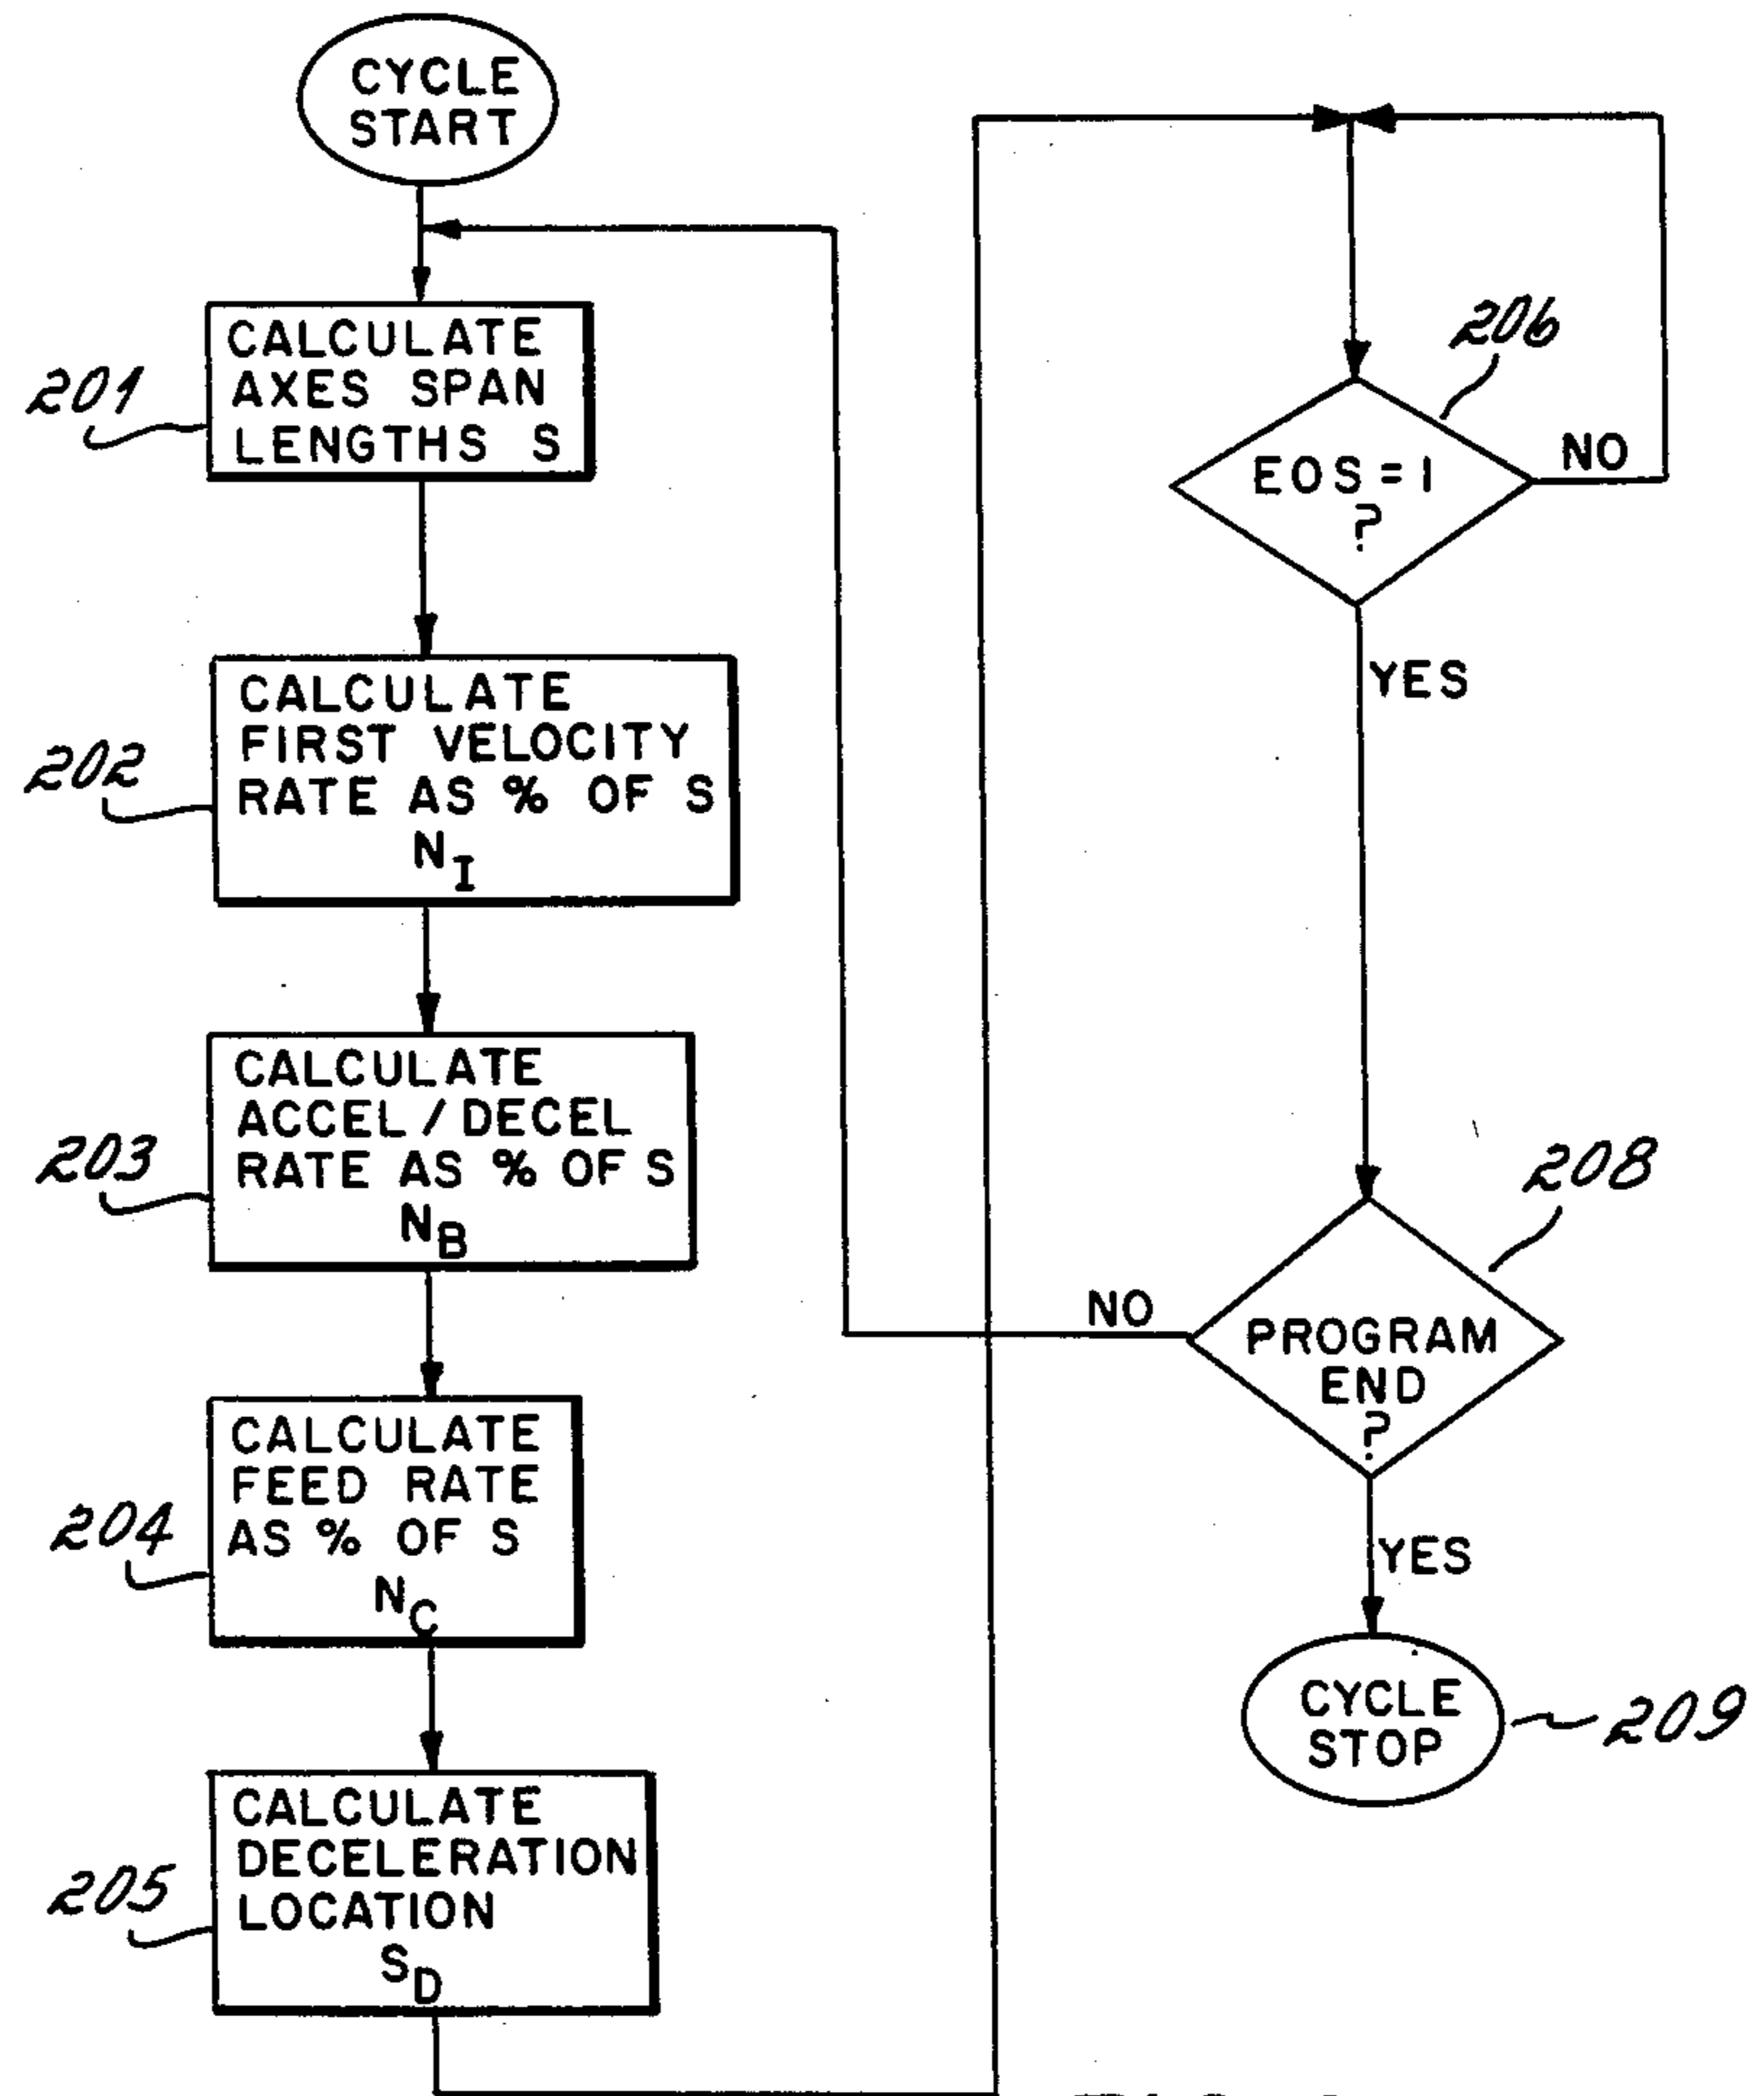 CYCLE
START
201
CALCULATE
AXES SPAN
LENGTHS S
202
CALCULATE
FIRST VELOCITY
RATE AS % OF S
N_I
203
CALCULATE
ACCEL / DECEL
RATE AS % OF S
N_B
204
CALCULATE
FEED RATE
AS % OF S
N_C
205
CALCULATE
DECELERATION
LOCATION
S_D
206
EOS = 1
?
NO
YES
208
PROGRAM
END
?
NO
YES
CYCLE
STOP
209